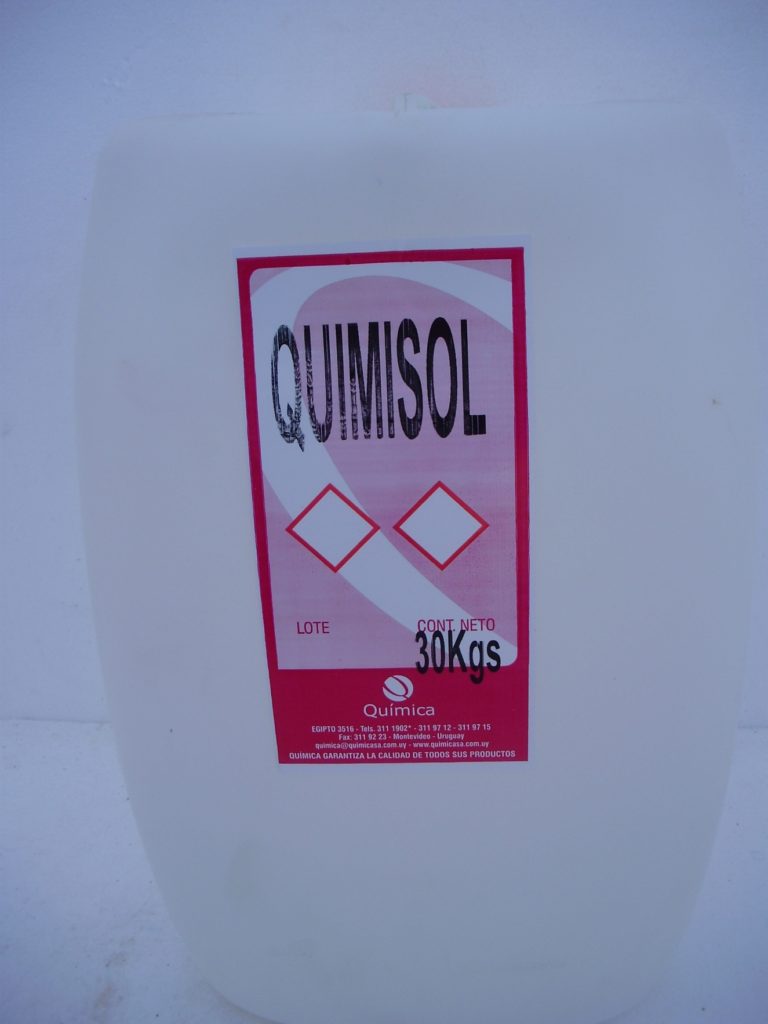 QUIMISOL
LOTE
CONT. NETO
30Kgs
Química
EGIPTO 3516 - Tels. 311 1902* - 311 97 12 - 311 97 15
Fax: 311 92 23 - Montevideo - Uruguay
quimica@quimicasa.com.uy - www.quimicasa.com.uy
QUÍMICA GARANTIZA LA CALIDAD DE TODOS SUS PRODUCTOS